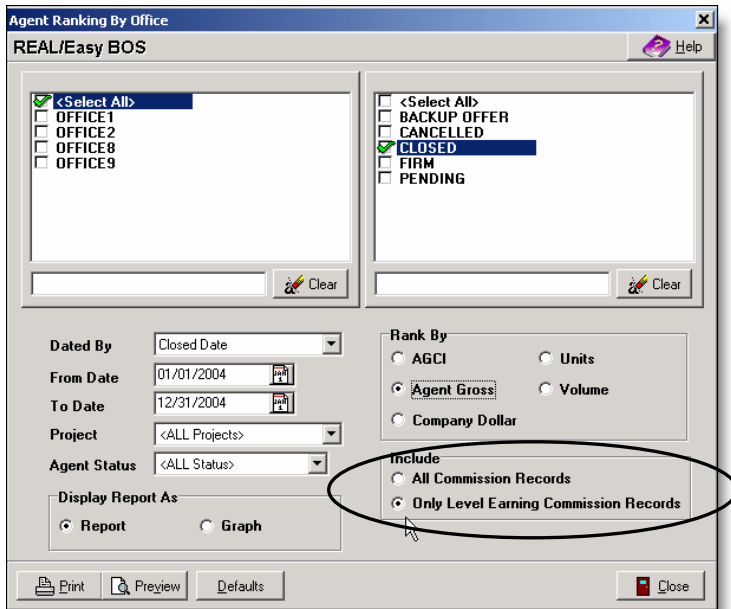 Agent Ranking By Office
REAL/Easy BOS
Help
<Select All>
OFFICE1
OFFICE2
OFFICE8
OFFICE9
Clear
<Select All>
BACKUP OFFER
CANCELLED
CLOSED
FIRM
PENDING
Clear
Dated By Closed Date
From Date 01/01/2004
To Date 12/31/2004
Project <ALL Projects>
Agent Status <ALL Status>
Display Report As
Report Graph
Rank By
AGCI Units
Agent Gross Volume
Company Dollar
Include
All Commission Records
Only Level Earning Commission Records
Print Preview Defaults Close